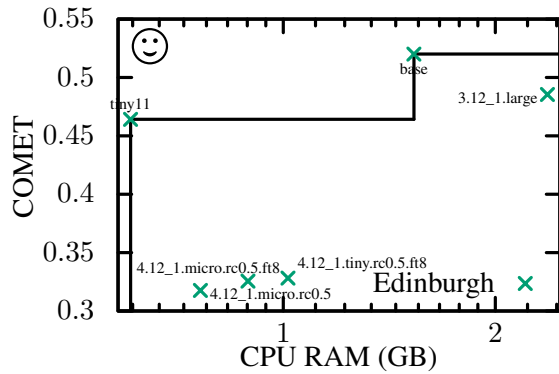 0.55
0.5
0.45
0.4
0.35
0.3
COMET
tiny11
base
3.12_1.large
4.12_1.micro.rc0.5.ft8
4.12_1.tiny.rc0.5.ft8
4.12_1.micro.rc0.5
Edinburgh
1
2
CPU RAM (GB)